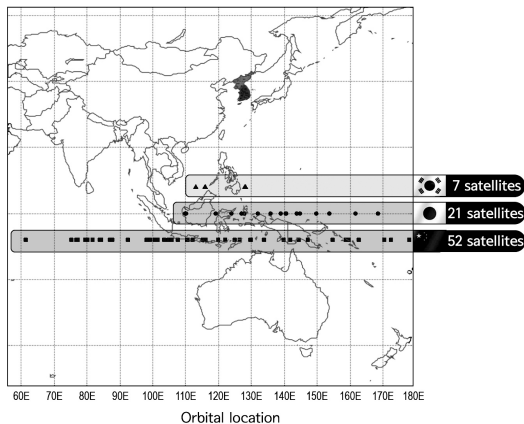 7 satellites
21 satellites
52 satellites
60E 70E 80E 90E 100E 110E 120E 130E 140E 150E 160E 170E 180E
Orbital location